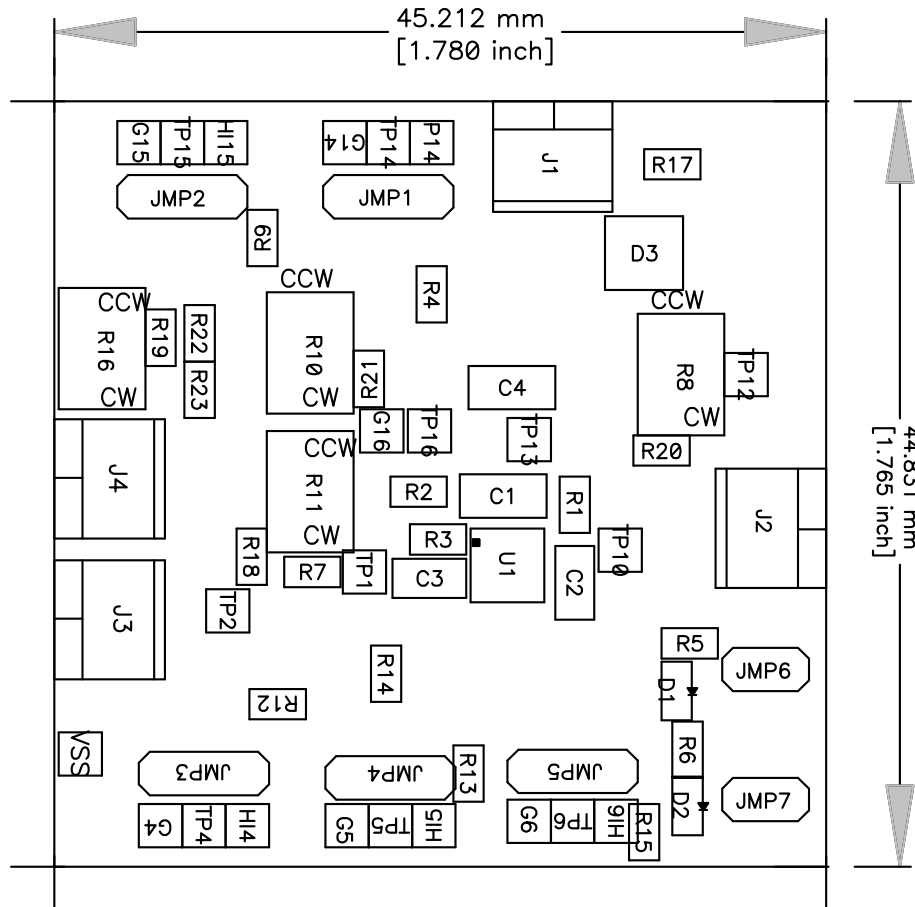 45.212 mm
[1.780 inch]
G15 TP15 HI15
G14 TP14 P14
J1
R17
JMP2
JMP1
R9
D3
CCW
R4
CCW
CCW
R16
CW
R19
R22
R23
R10
CW
R21
C4
R8
CW
TP12
44.831 mm
[1.765 inch]
G16
TP16
TP13
R20
J4
CCW
R11
CW
R2
C1
R1
J2
R18
R7
TP1
R3
C3
U1
C2
TP10
J3
TP2
R5
JMP6
R14
D1
R12
VSS
R6
JMP3
JMP4
R13
JMP5
JMP7
D2
G4 TP4 HI4
G5 TP5 HI5
G6 TP6 HI6
R15